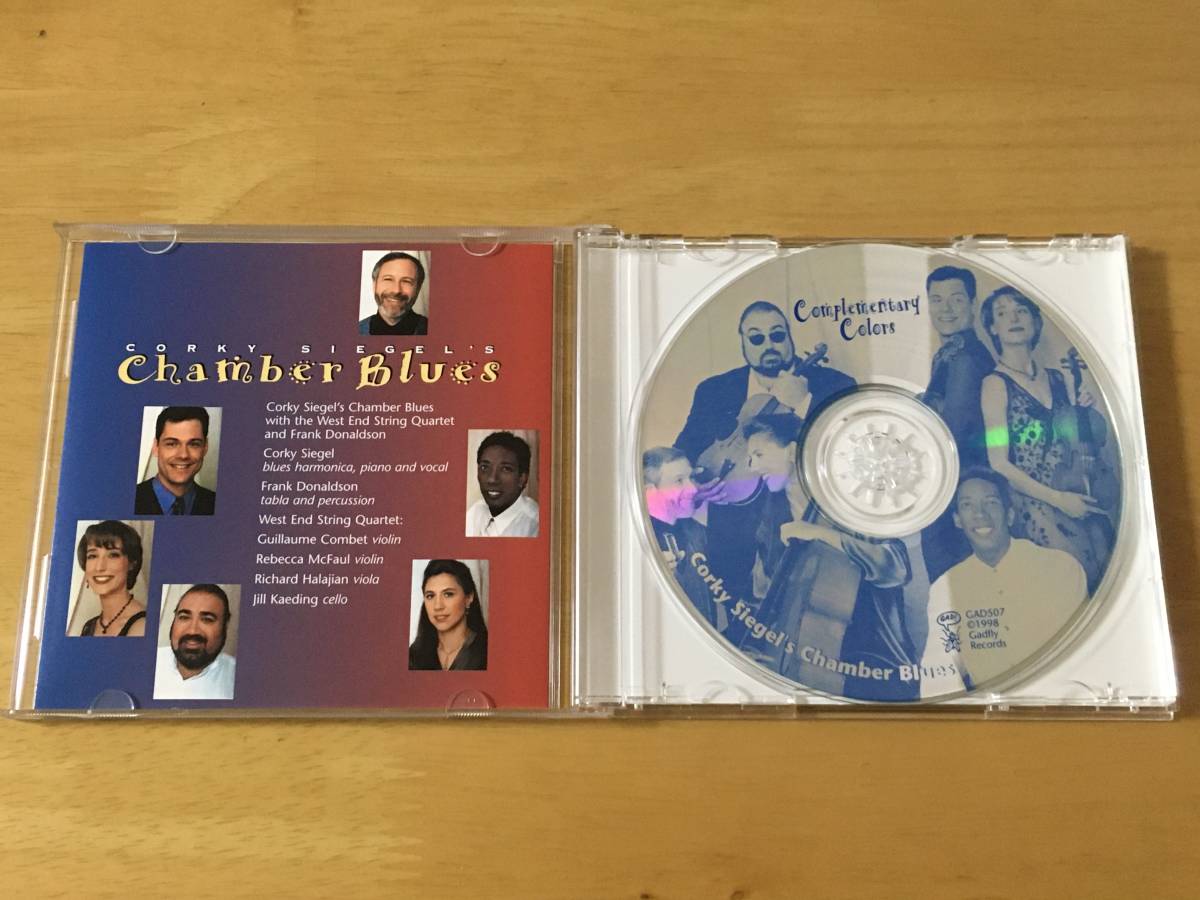 CORKY SIEGEL'S
Chamber Blues
Corky Siegel's Chamber Blues
with the West End String Quartet
and Frank Donaldson
Corky Siegel
blues harmonica, piano and vocal
Frank Donaldson
tabla and percussion
West End String Quartet:
Guillaume Combet violin
Rebecca McFaul violin
Richard Halajian viola
Jill Kaeding cello
Complementary
Colors
Corky Siegel's Chamber Blues
GAD!
GAD507
©1998
Gadfly
Records